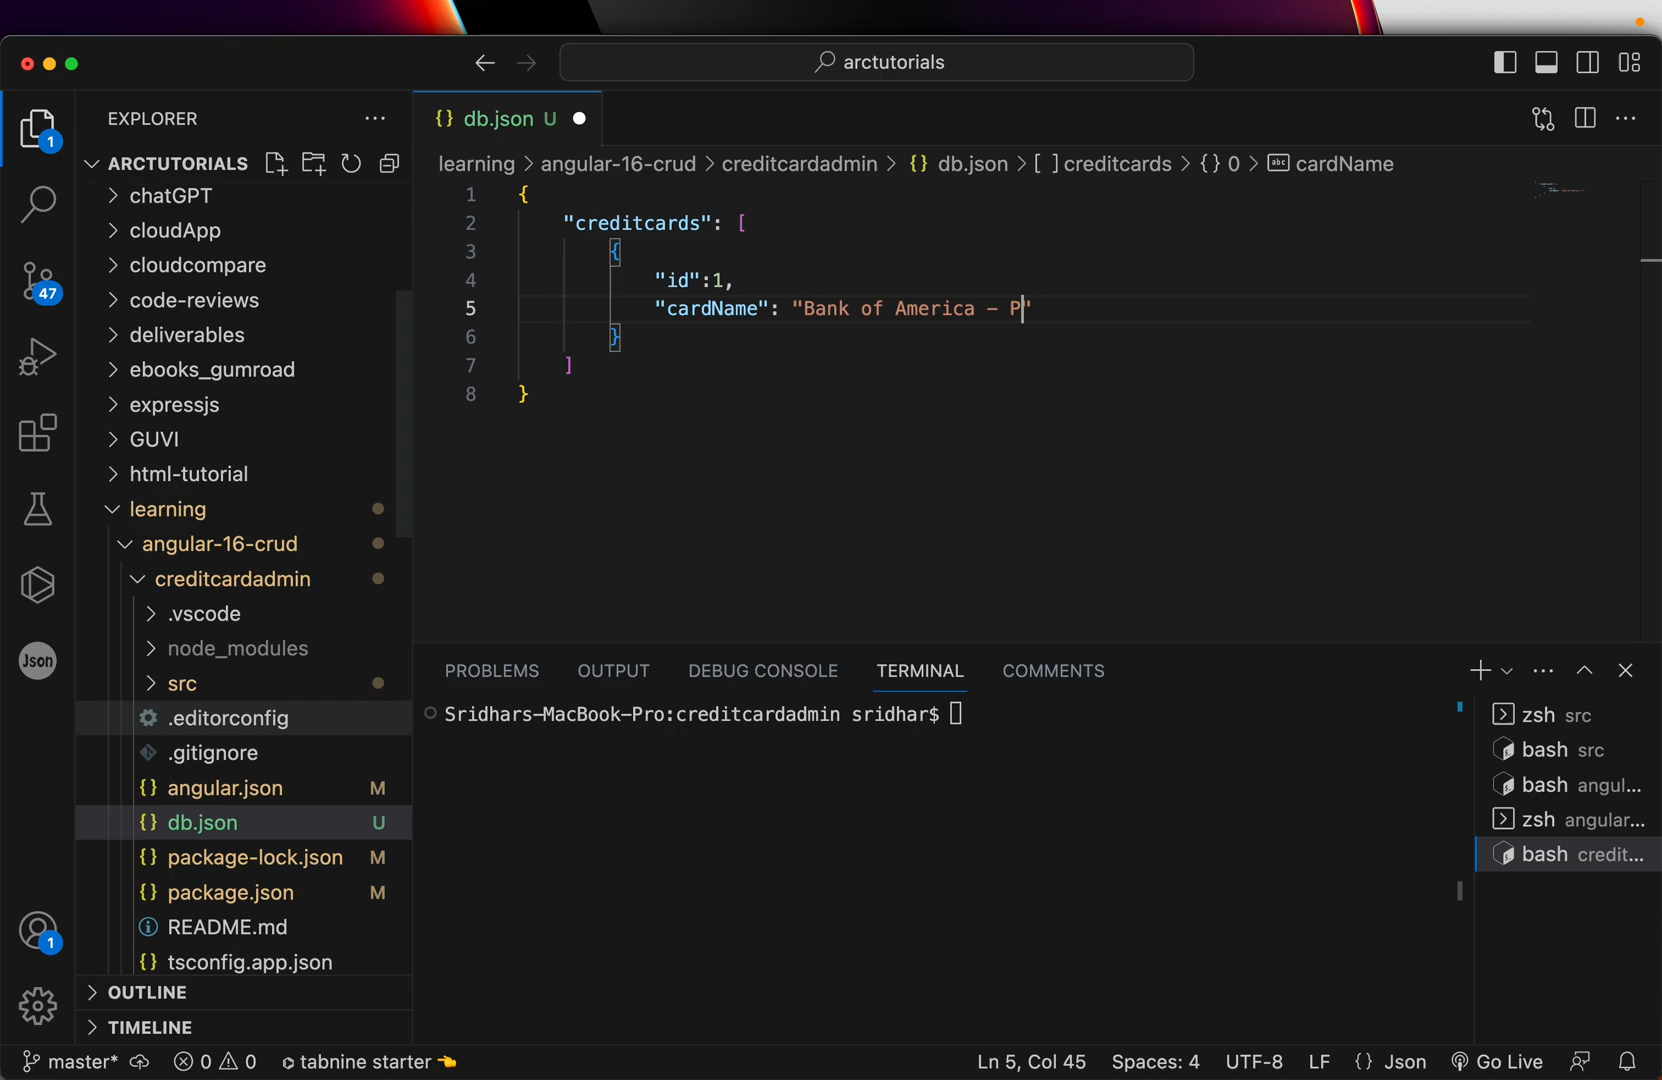 arctutorials
EXPLORER
db.json U
1
ARCTUTORIALS
learning > angular-16-crud > creditcardadmin > {} db.json > [ ] creditcards > {} 0 > abc cardName
chatGPT
cloudApp
cloudcompare
code-reviews
deliverables
ebooks_gumroad
expressjs
GUVI
html-tutorial
learning
angular-16-crud
creditcardadmin
.vscode
node_modules
src
.editorconfig
.gitignore
{} angular.json M
{} db.json U
{} package-lock.json M
{} package.json M
README.md
{} tsconfig.app.json
OUTLINE
TIMELINE
47
Json
1
1 {
2 "creditcards": [
3 {
4 "id":1,
5 "cardName": "Bank of America - P"
6 }
7 ]
8 }
PROBLEMS OUTPUT DEBUG CONSOLE TERMINAL COMMENTS
Sridhars-MacBook-Pro:creditcardadmin sridhar$
zsh src
bash src
bash angul...
zsh angular...
bash credit...
master* 0 0 tabnine starter Ln 5, Col 45 Spaces: 4 UTF-8 LF {} Json Go Live